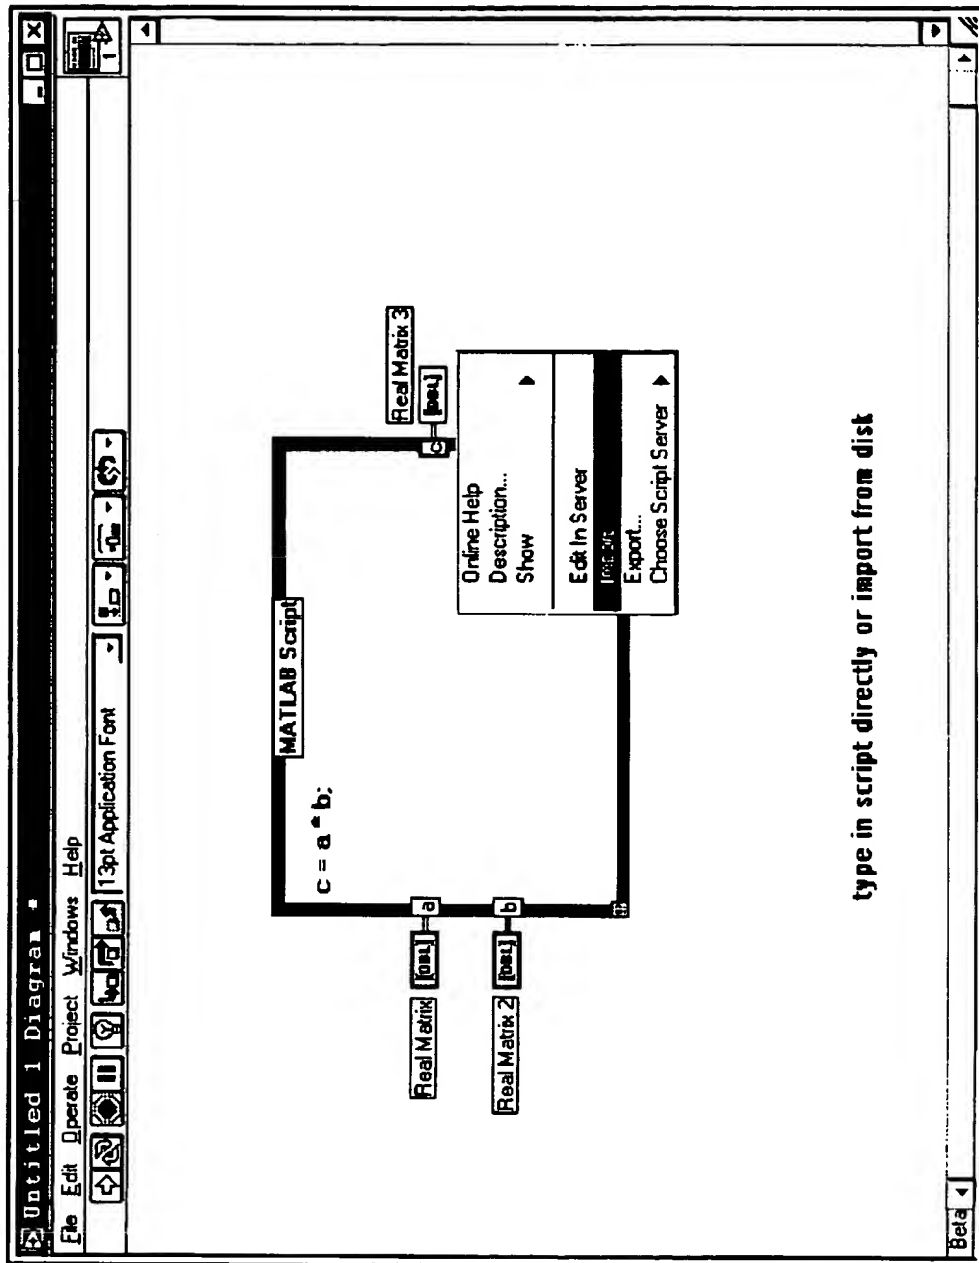 Untitled 1 Diagram *
File Edit Operate Project Windows Help
13pt Application Font
1
MATLAB Script
c = a * b;
Real Matrix
[DBL]
a
Real Matrix 2
[DBL]
b
Real Matrix 3
[DBL]
c
Online Help
Description...
Show
Edit In Server
Import...
Export...
Choose Script Server
type in script directly or import from disk
Beta